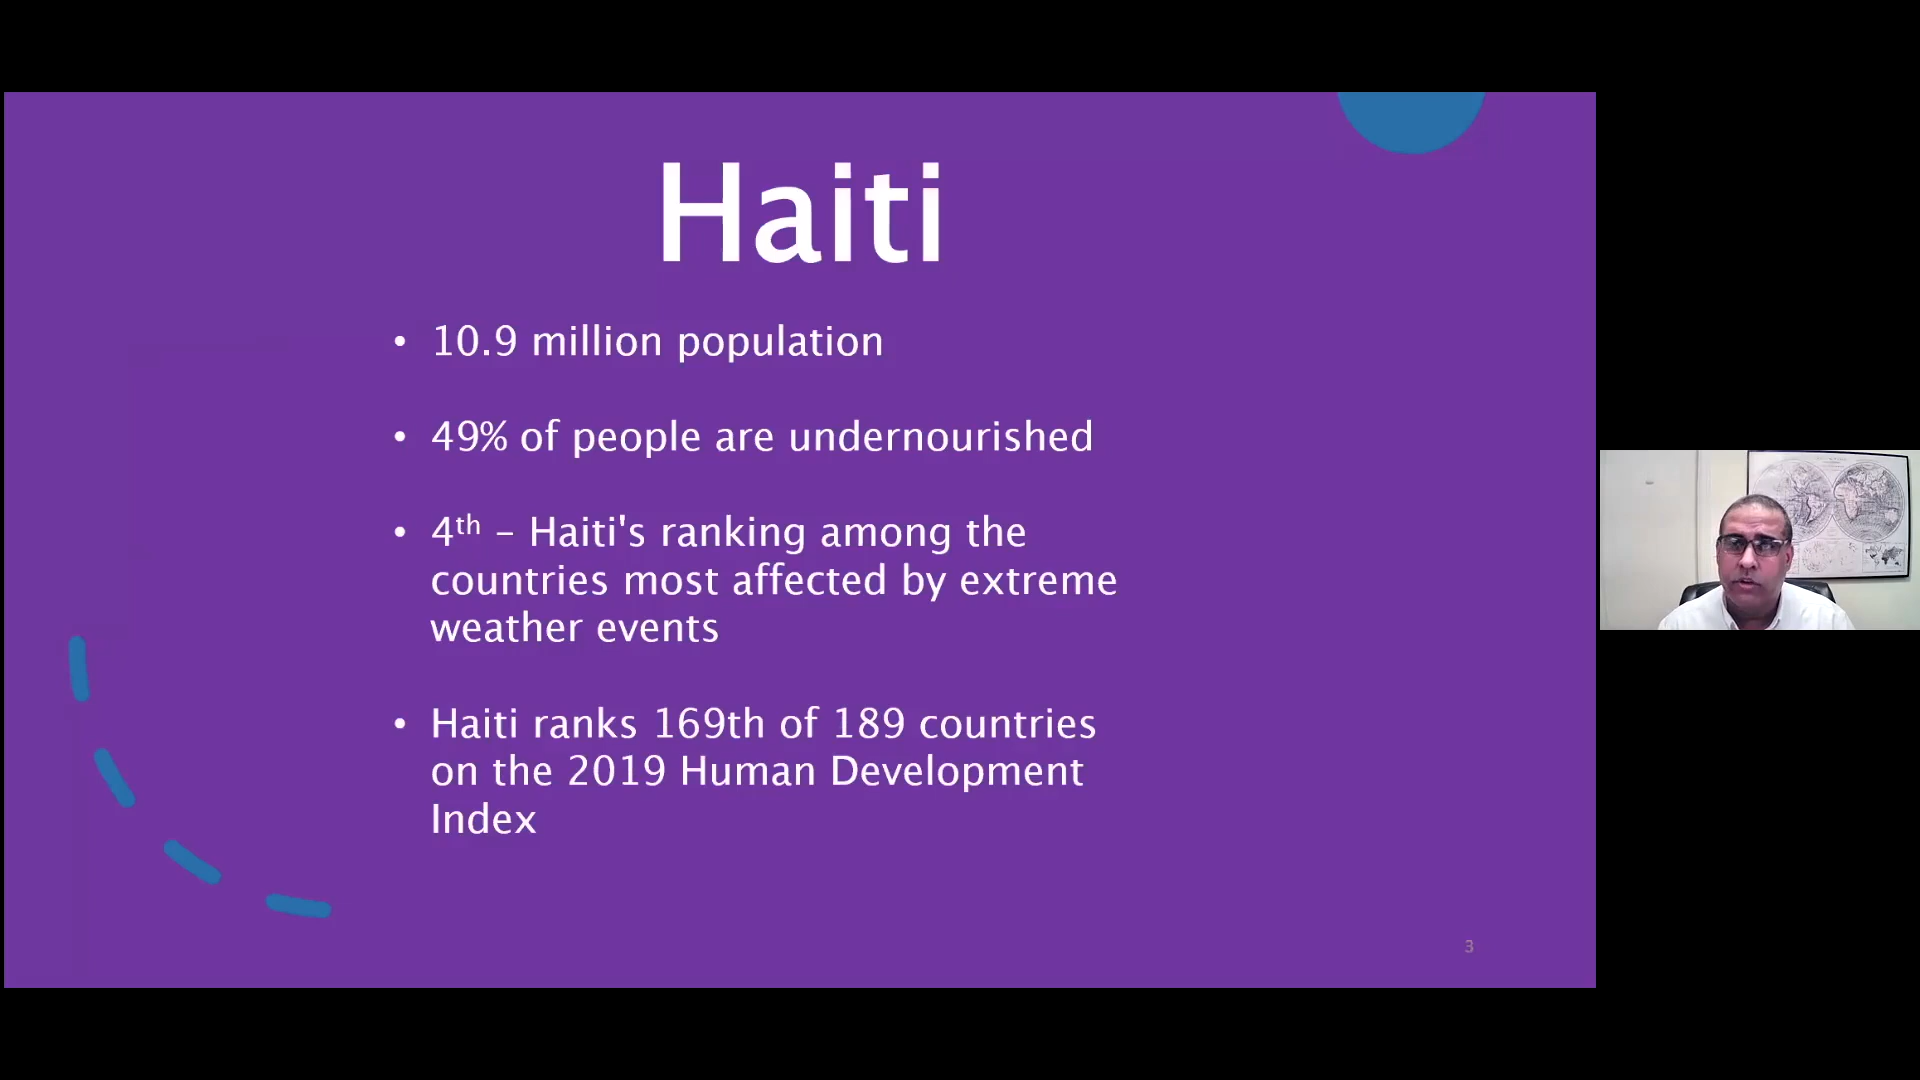 Haiti
• 10.9 million population
• 49% of people are undernourished
• 4th – Haiti's ranking among the
countries most affected by extreme
weather events
• Haiti ranks 169th of 189 countries
on the 2019 Human Development
Index
3